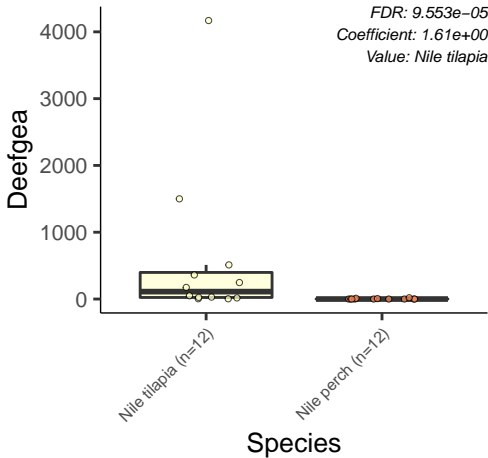 FDR: 9.553e−05
Coefficient: 1.61e+00
Value: Nile tilapia
Deefgea
4000
3000
2000
1000
0
Nile tilapia (n=12)
Nile perch (n=12)
Species